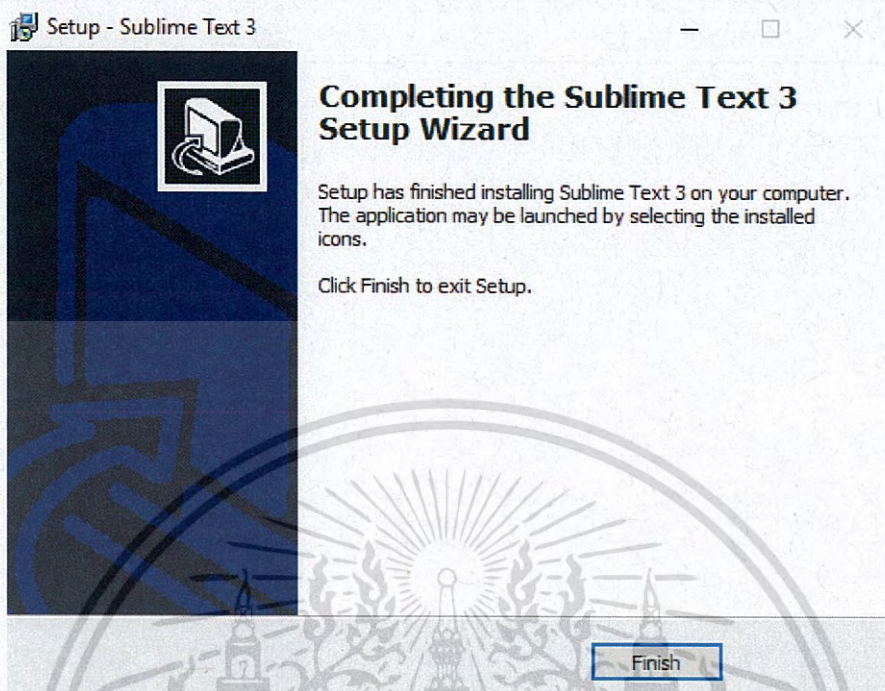 Setup - Sublime Text 3
Completing the Sublime Text 3
Setup Wizard
Setup has finished installing Sublime Text 3 on your computer.
The application may be launched by selecting the installed
icons.
Click Finish to exit Setup.
Finish